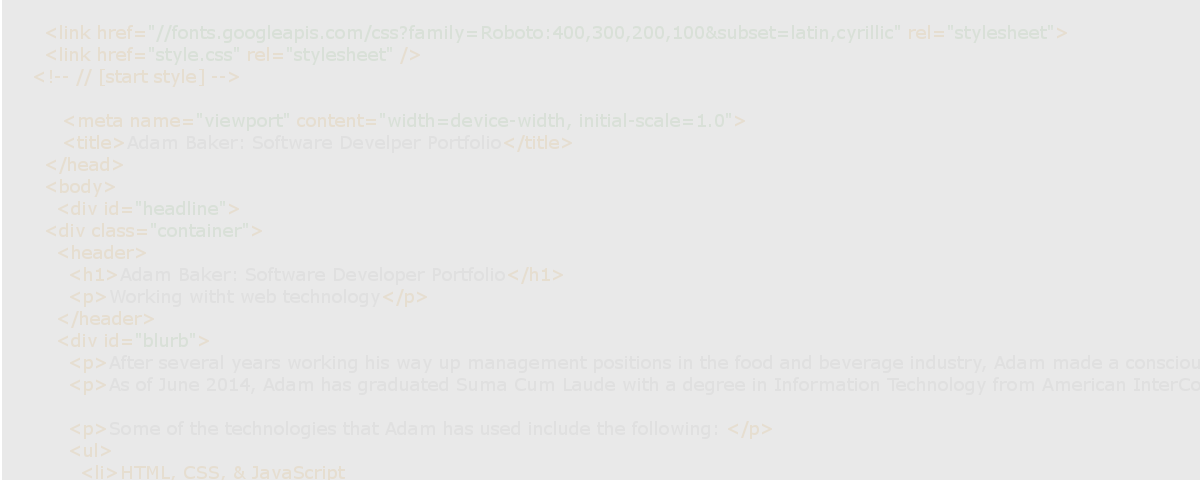 <link href="//fonts.googleapis.com/css?family=Roboto:400,300,200,100&subset=latin,cyrillic" rel="stylesheet">
<link href="style.css" rel="stylesheet" />
<!-- // [start style] -->
<meta name="viewport" content="width=device-width, initial-scale=1.0">
<title>Adam Baker: Software Develper Portfolio</title>
</head>
<body>
<div id="headline">
<div class="container">
<header>
<h1>Adam Baker: Software Developer Portfolio</h1>
<p>Working witht web technology</p>
</header>
<div id="blurb">
<p>After several years working his way up management positions in the food and beverage industry, Adam made a consciou
<p>As of June 2014, Adam has graduated Suma Cum Laude with a degree in Information Technology from American InterCo
<p>Some of the technologies that Adam has used include the following: </p>
<ul>
<li>HTML, CSS, & JavaScript